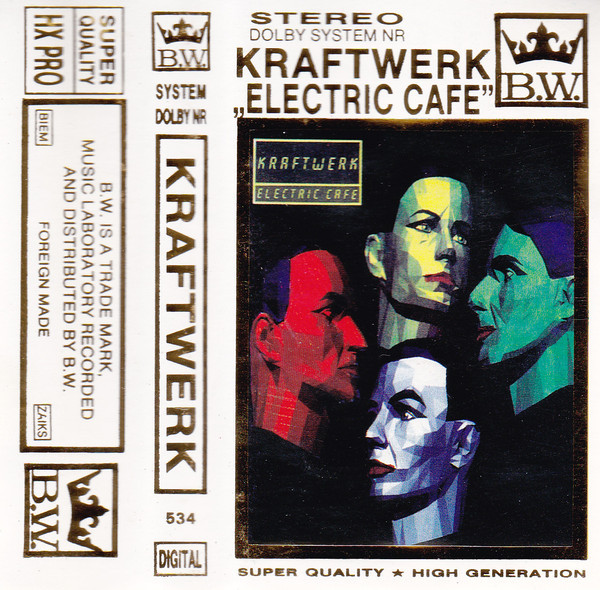 SUPER
QUALITY
HX PRO
BIEM
B.W. IS A TRADE MARK,
MUSIC LABORATORY RECORDED
AND DISTRIBUTED BY B.W.
FOREIGN MADE
ZAiKS
B.W.
B.W.
SYSTEM
DOLBY NR
KRAFTWERK
534
DIGITAL
STEREO
DOLBY SYSTEM NR
KRAFTWERK
„ELECTRIC CAFE”
B.W.
KRAFTWERK
ELECTRIC CAFE
SUPER QUALITY ★ HIGH GENERATION